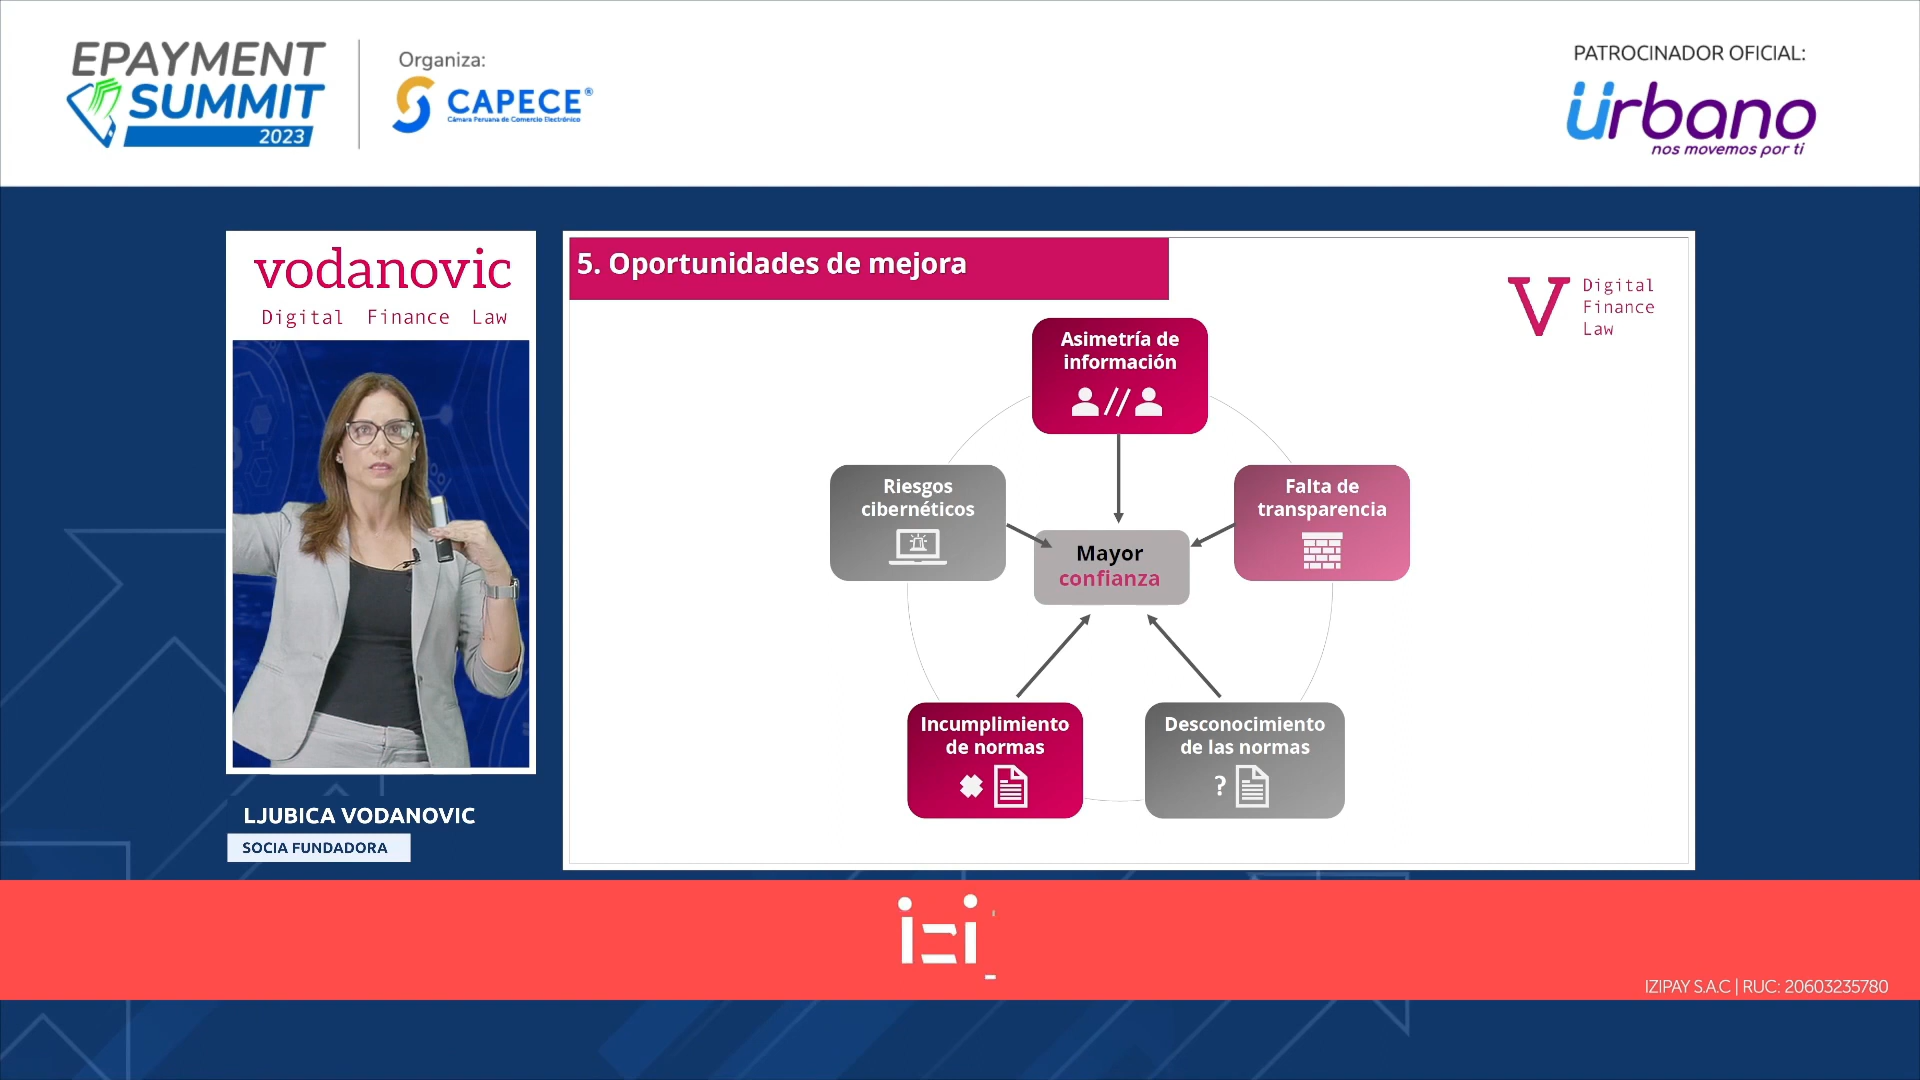 EPAYMENT
SUMMIT
2023
Organiza:
CAPECE®
Cámara Peruana de Comercio Electrónico
PATROCINADOR OFICIAL:
ürbano
nos movemos por ti
vodanovic
Digital Finance Law
5. Oportunidades de mejora
V Digital
Finance
Law
Asimetría de
información
Riesgos
cibernéticos
Falta de
transparencia
Mayor
confianza
Incumplimiento
de normas
Desconocimiento
de las normas
?
LJUBICA VODANOVIC
SOCIA FUNDADORA
izi
IZIPAY S.A.C | RUC: 20603235780